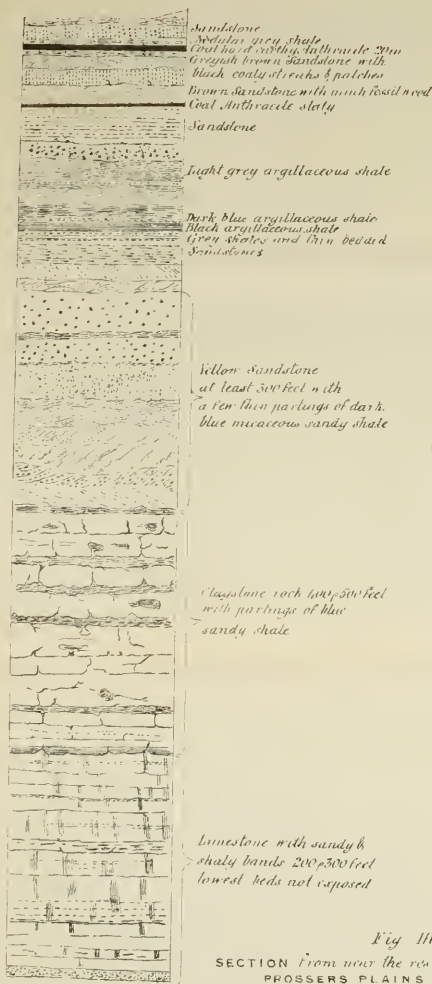 Sandstone
Nodular grey shale
Coal hard earthy Anthracite 20in
Greyish brown Sandstone with
black coaly streaks & patches
Brown Sandstone with much fossil wood
Coal Anthracite slaty
Sandstone
Light grey argillaceous shale
Dark blue argillaceous shale
Black argillaceous shale
Grey shales and thin bedded
Sandstones
Yellow Sandstone
at least 300 feet with
a few thin partings of dark.
blue micaceous sandy shale
Clagstone rock 400 @ 500 feet
with partings of blue
sandy shale
Limestone with sandy &
shaly bands 200 @ 300 feet
lowest beds not exposed
Fig III
SECTION from near the
PROSSERS PLAINS